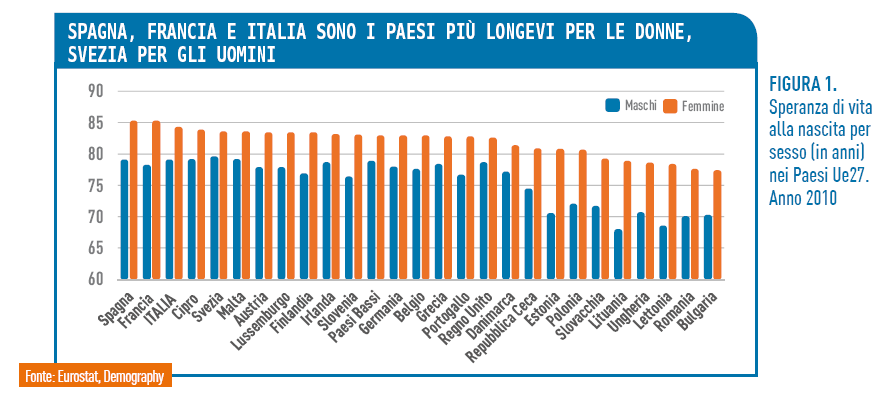 SPAGNA, FRANCIA E ITALIA SONO I PAESI PIÙ LONGEVI PER LE DONNE,
SVEZIA PER GLI UOMINI
FIGURA 1.
Speranza di vita
alla nascita per
sesso (in anni)
nei Paesi Ue27.
Anno 2010
Maschi
Femmine
90
85
80
75
70
65
60
Spagna
Francia
ITALIA
Cipro
Svezia
Malta
Austria
Lussemburgo
Finlandia
Irlanda
Slovenia
Paesi Bassi
Germania
Belgio
Grecia
Portogallo
Regno Unito
Danimarca
Repubblica Ceca
Estonia
Polonia
Slovacchia
Lituania
Ungheria
Lettonia
Romania
Bulgaria
Fonte: Eurostat, Demography